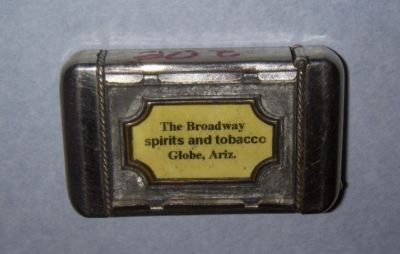 The Broadway
spirits and tobacco
Globe, Ariz.